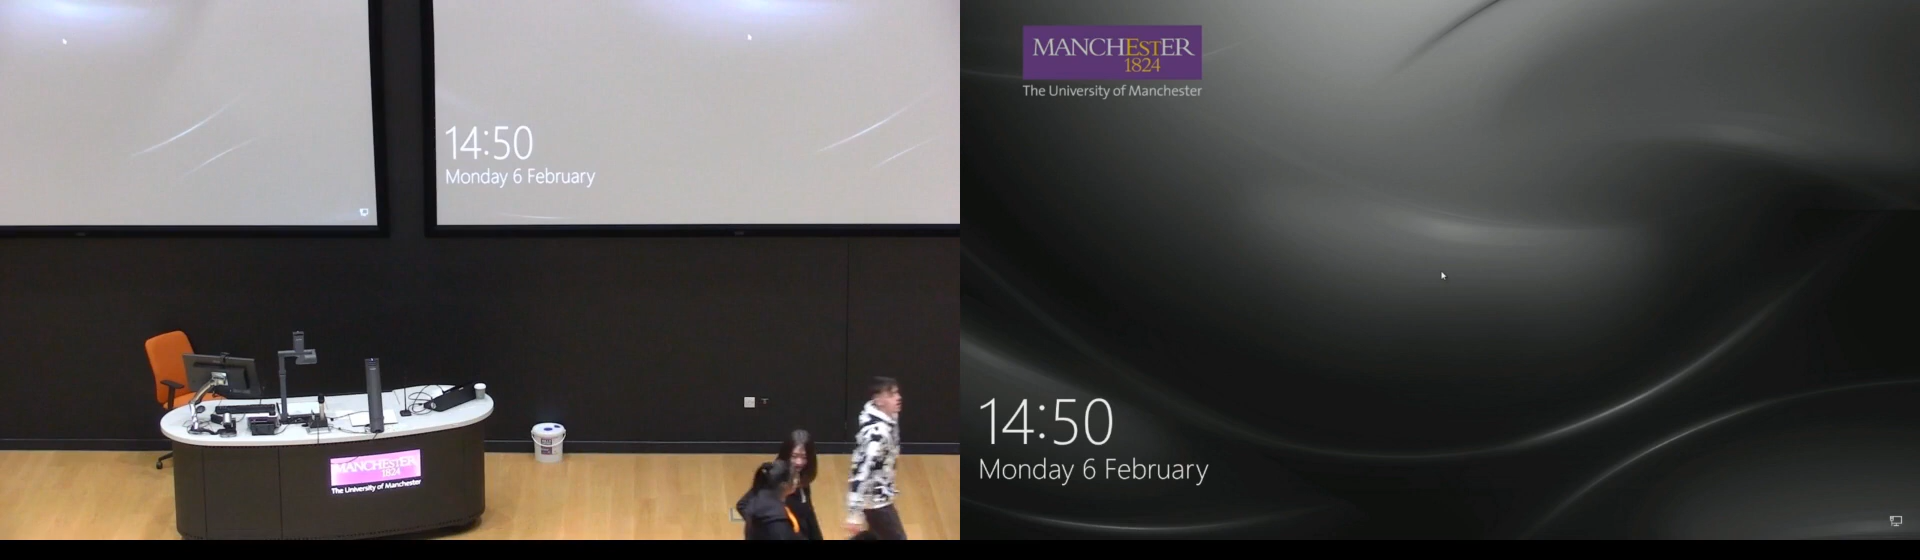 14:50
Monday 6 February
MANCHESTER
1824
The University of Manchester
MANCHESTER
1824
The University of Manchester
14:50
Monday 6 February